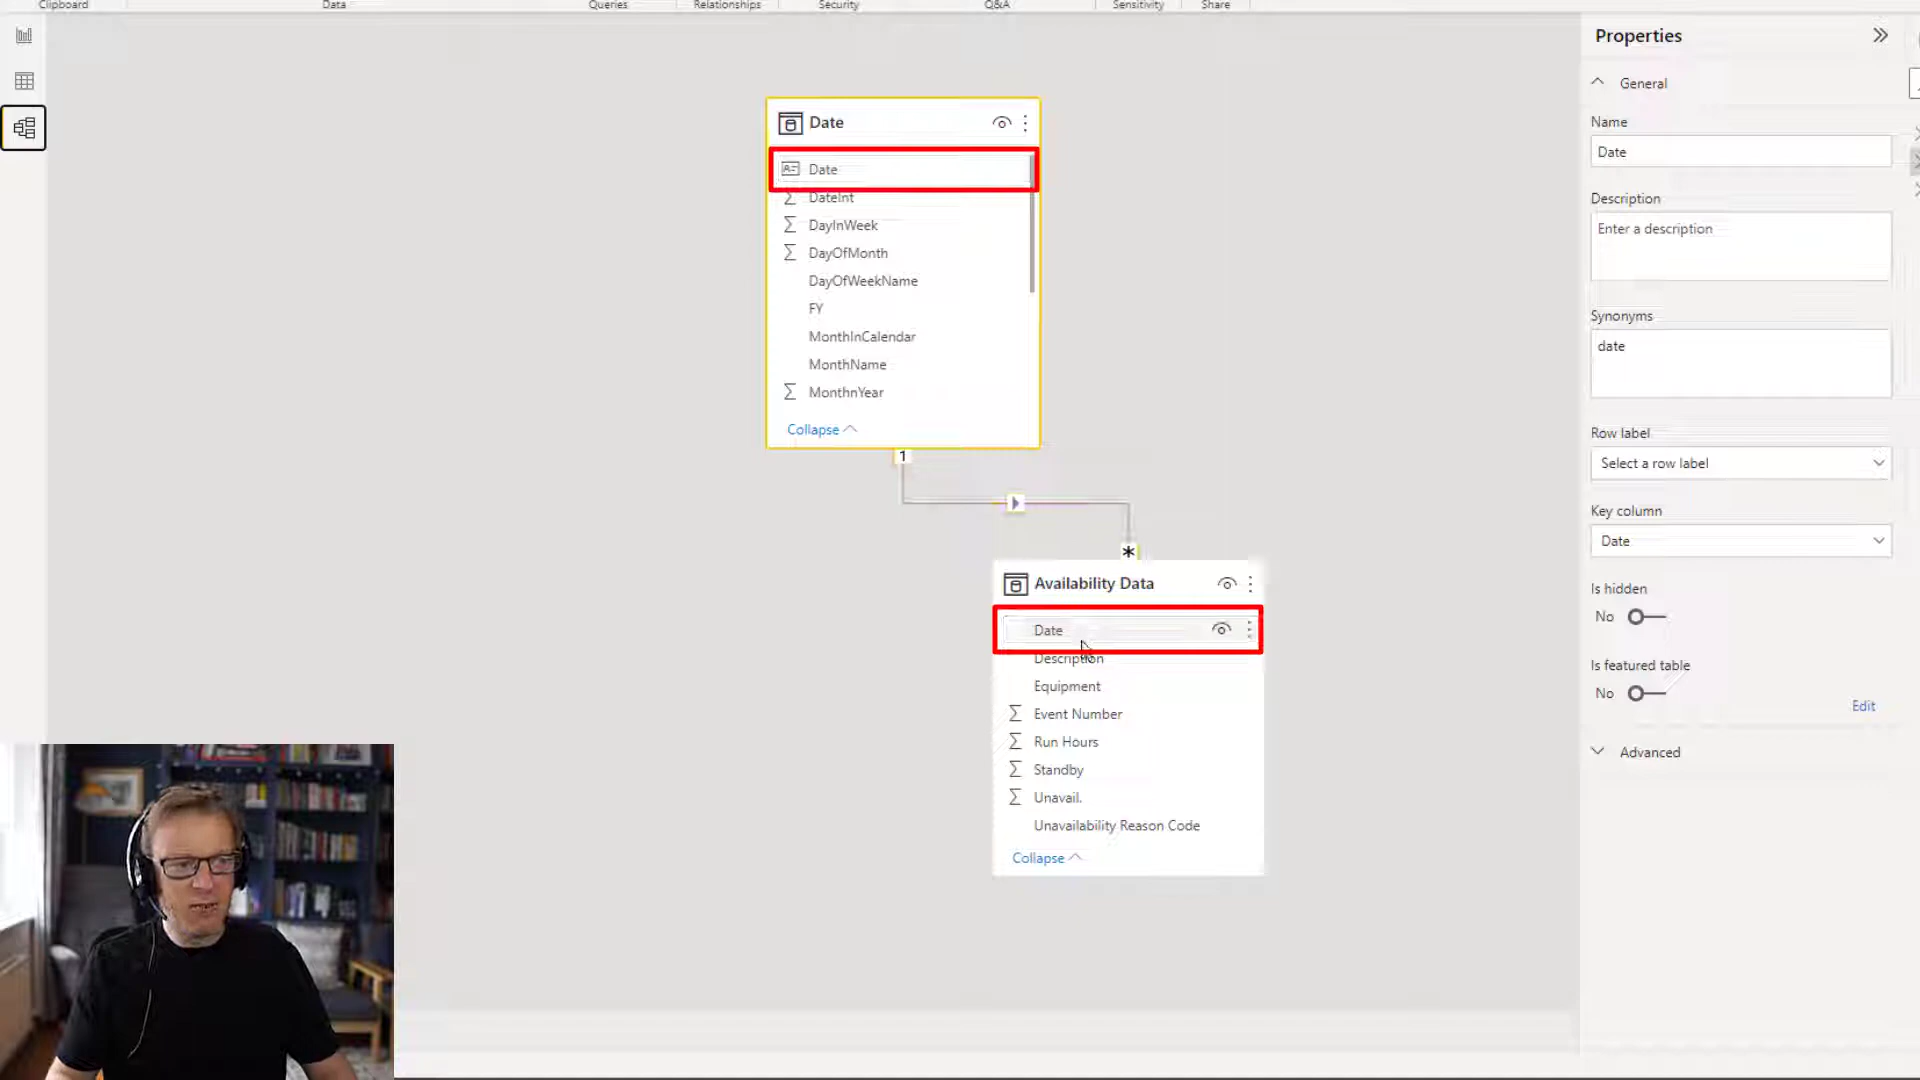 Clipboard
Data
Queries
Relationships
Security
Q&A
Sensitivity
Share
Date
Date
DateInt
DayInWeek
DayOfMonth
DayOfWeekName
FY
MonthInCalendar
MonthName
MonthnYear
Collapse
1
*
Availability Data
Date
Description
Equipment
Event Number
Run Hours
Standby
Unavail.
Unavailability Reason Code
Collapse
Properties
General
Name
Date
Description
Enter a description
Synonyms
date
Row label
Select a row label
Key column
Date
Is hidden
No
Is featured table
No
Edit
Advanced